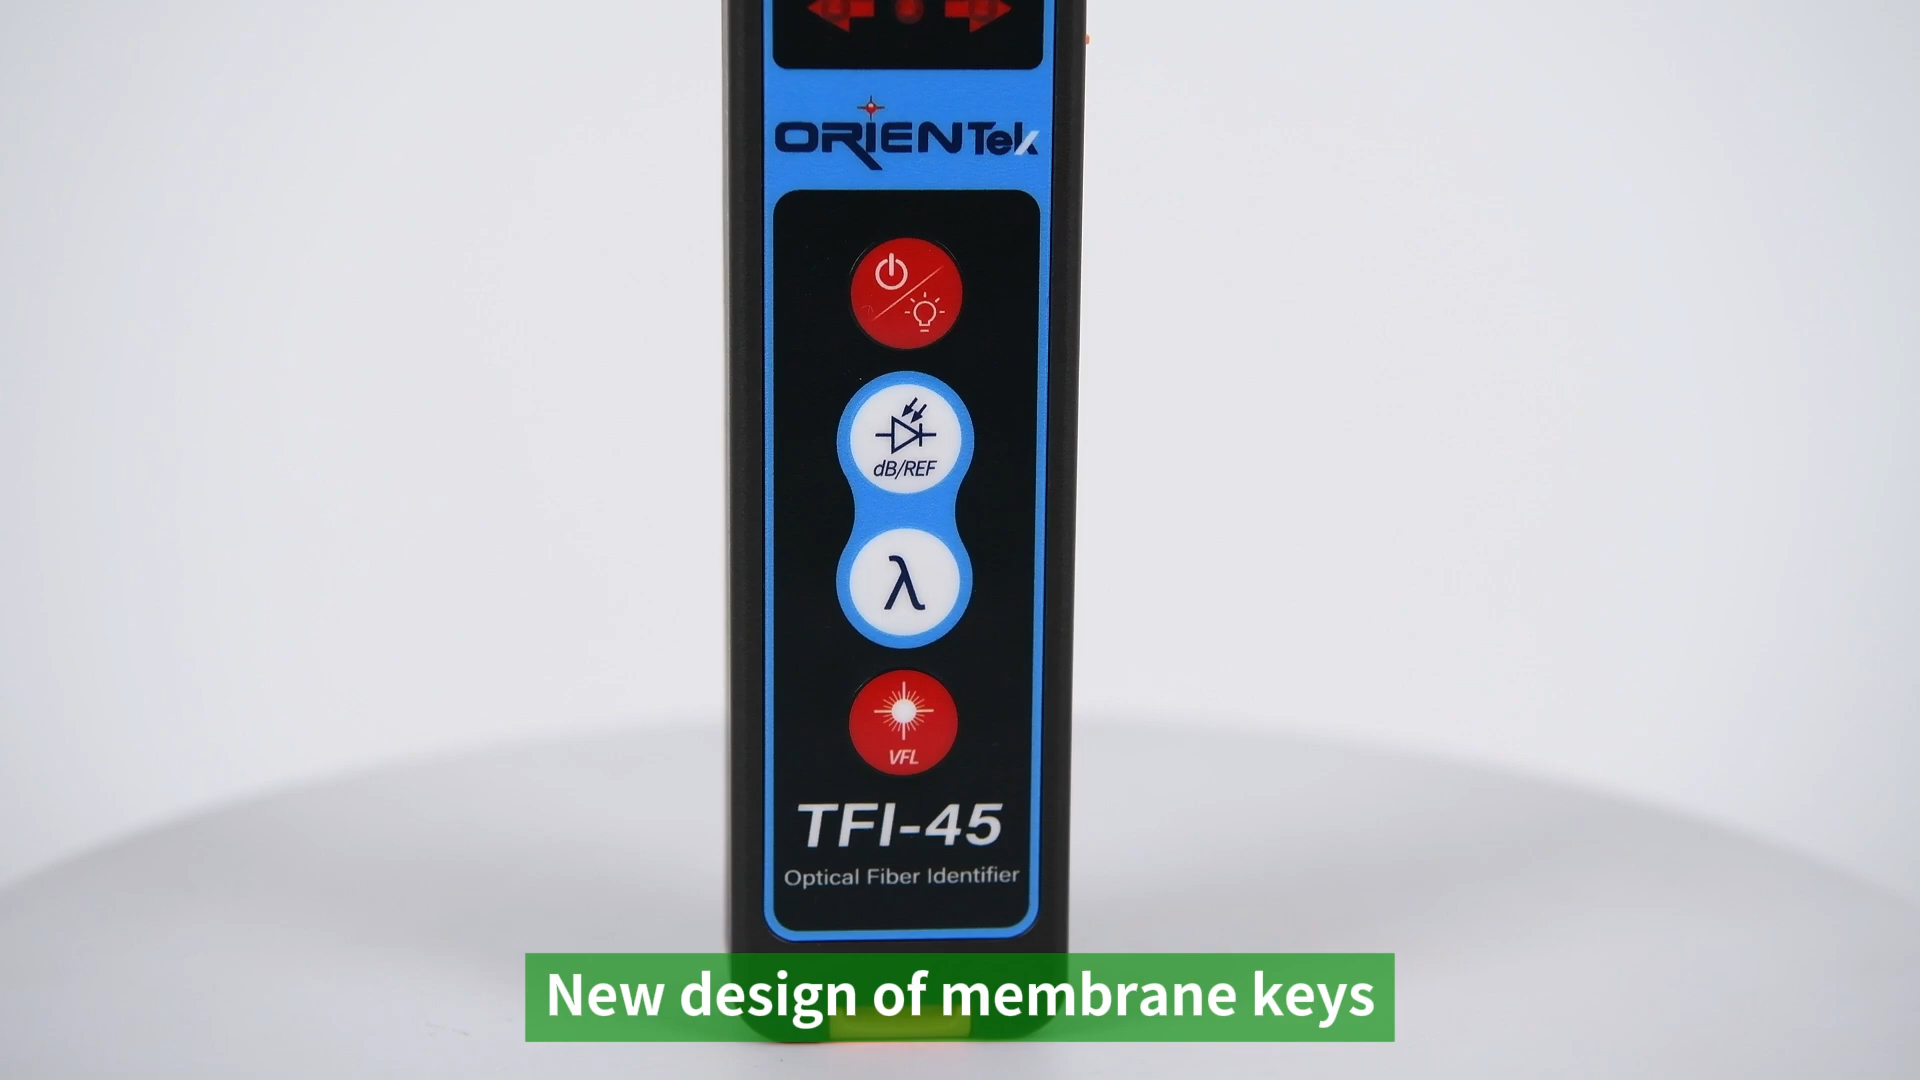 ORIENTek
dB/REF
λ
VFL
TFI-45
Optical Fiber Identifier
New design of membrane keys